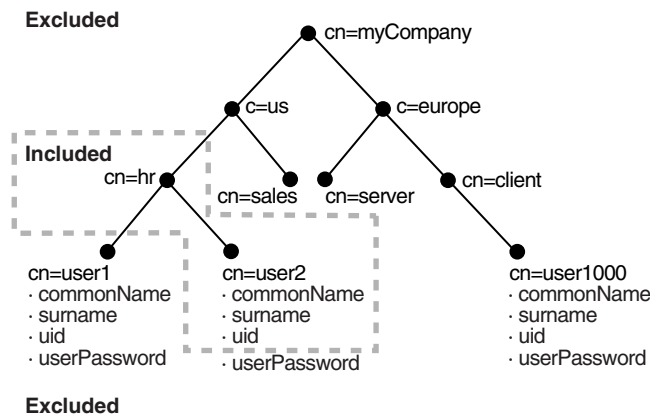 Excluded
cn=myCompany
c=us
c=europe
Included
cn=hr
cn=sales
cn=server
cn=client
cn=user1
· commonName
· surname
· uid
· userPassword
cn=user2
· commonName
· surname
· uid
· userPassword
cn=user1000
· commonName
· surname
· uid
· userPassword
Excluded